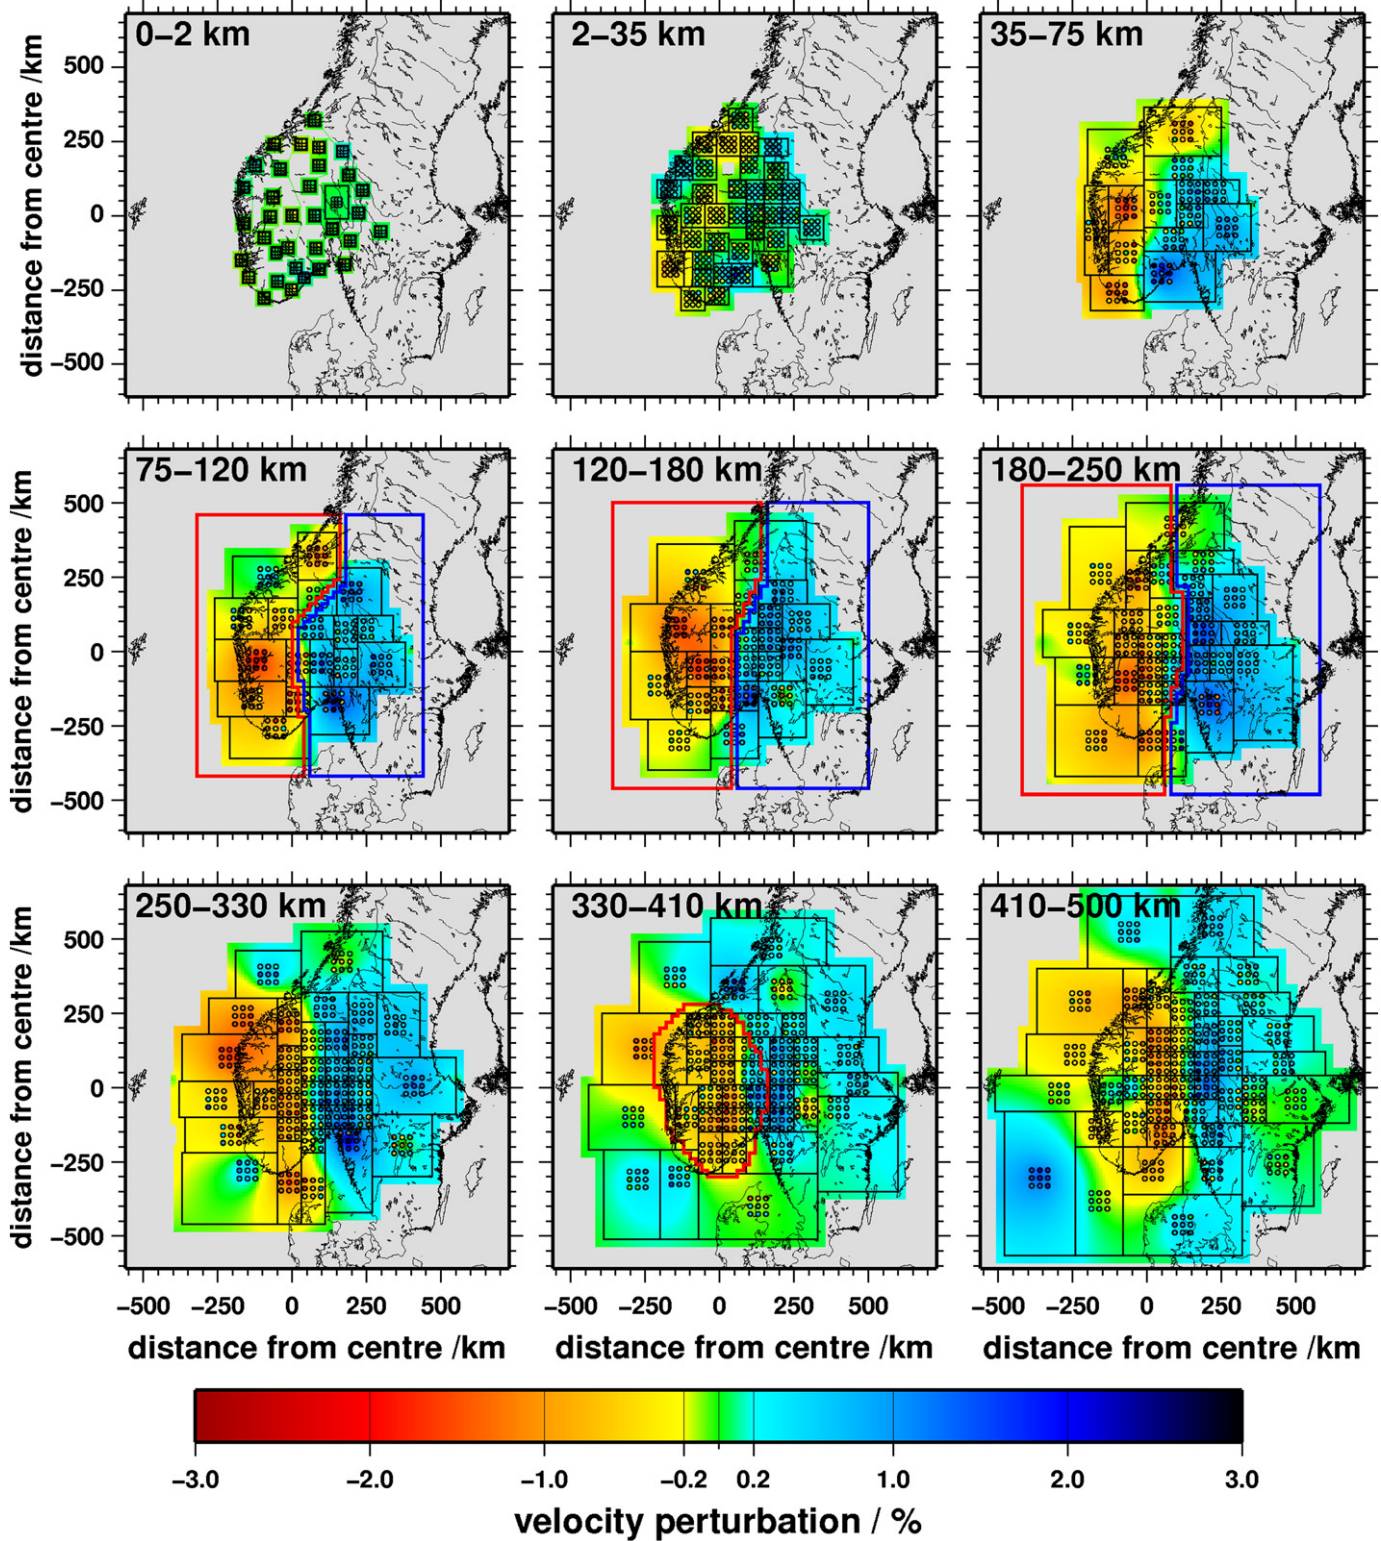 0–2 km 2–35 km 35–75 km
distance from centre /km
500
250
0
−250
−500
75–120 km 120–180 km 180–250 km
distance from centre /km
500
250
0
−250
−500
250–330 km 330–410 km 410–500 km
distance from centre /km
500
250
0
−250
−500
−500 −250 0 250 500 −500 −250 0 250 500 −500 −250 0 250 500
distance from centre /km distance from centre /km distance from centre /km
−3.0 −2.0 −1.0 −0.2 0.2 1.0 2.0 3.0
velocity perturbation / %